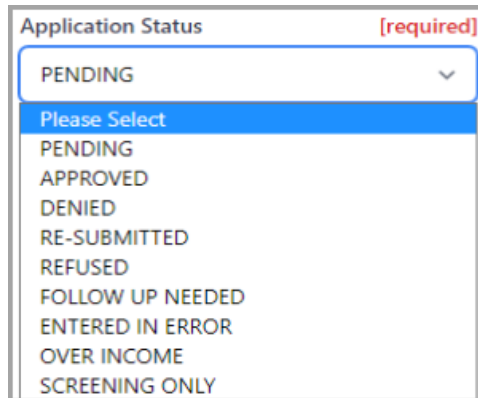 Application Status [required]
PENDING
Please Select
PENDING
APPROVED
DENIED
RE-SUBMITTED
REFUSED
FOLLOW UP NEEDED
ENTERED IN ERROR
OVER INCOME
SCREENING ONLY